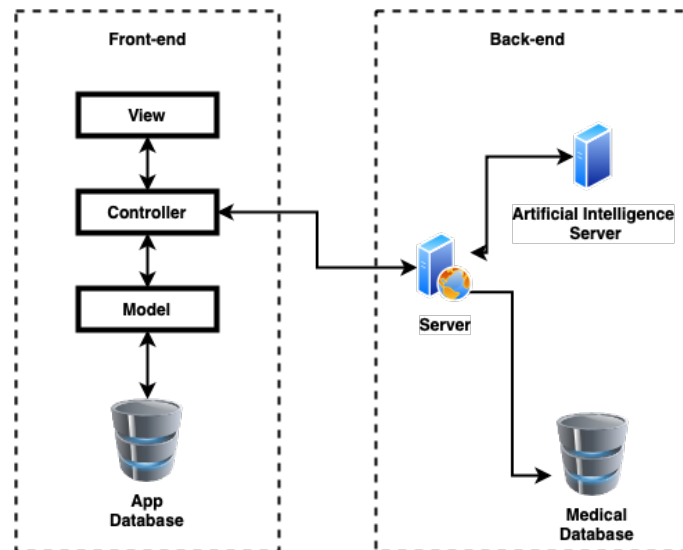 Front-end
View
Controller
Model
App
Database
Back-end
Artificial Intelligence
Server
Server
Medical
Database